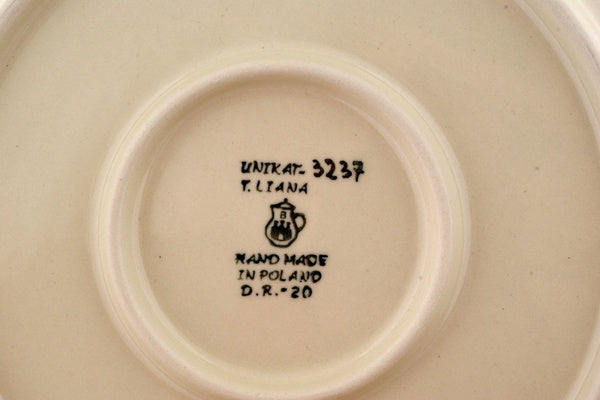 UNIKAT- 3237
T. LIANA
B
HAND MADE
IN POLAND
D.R.-20